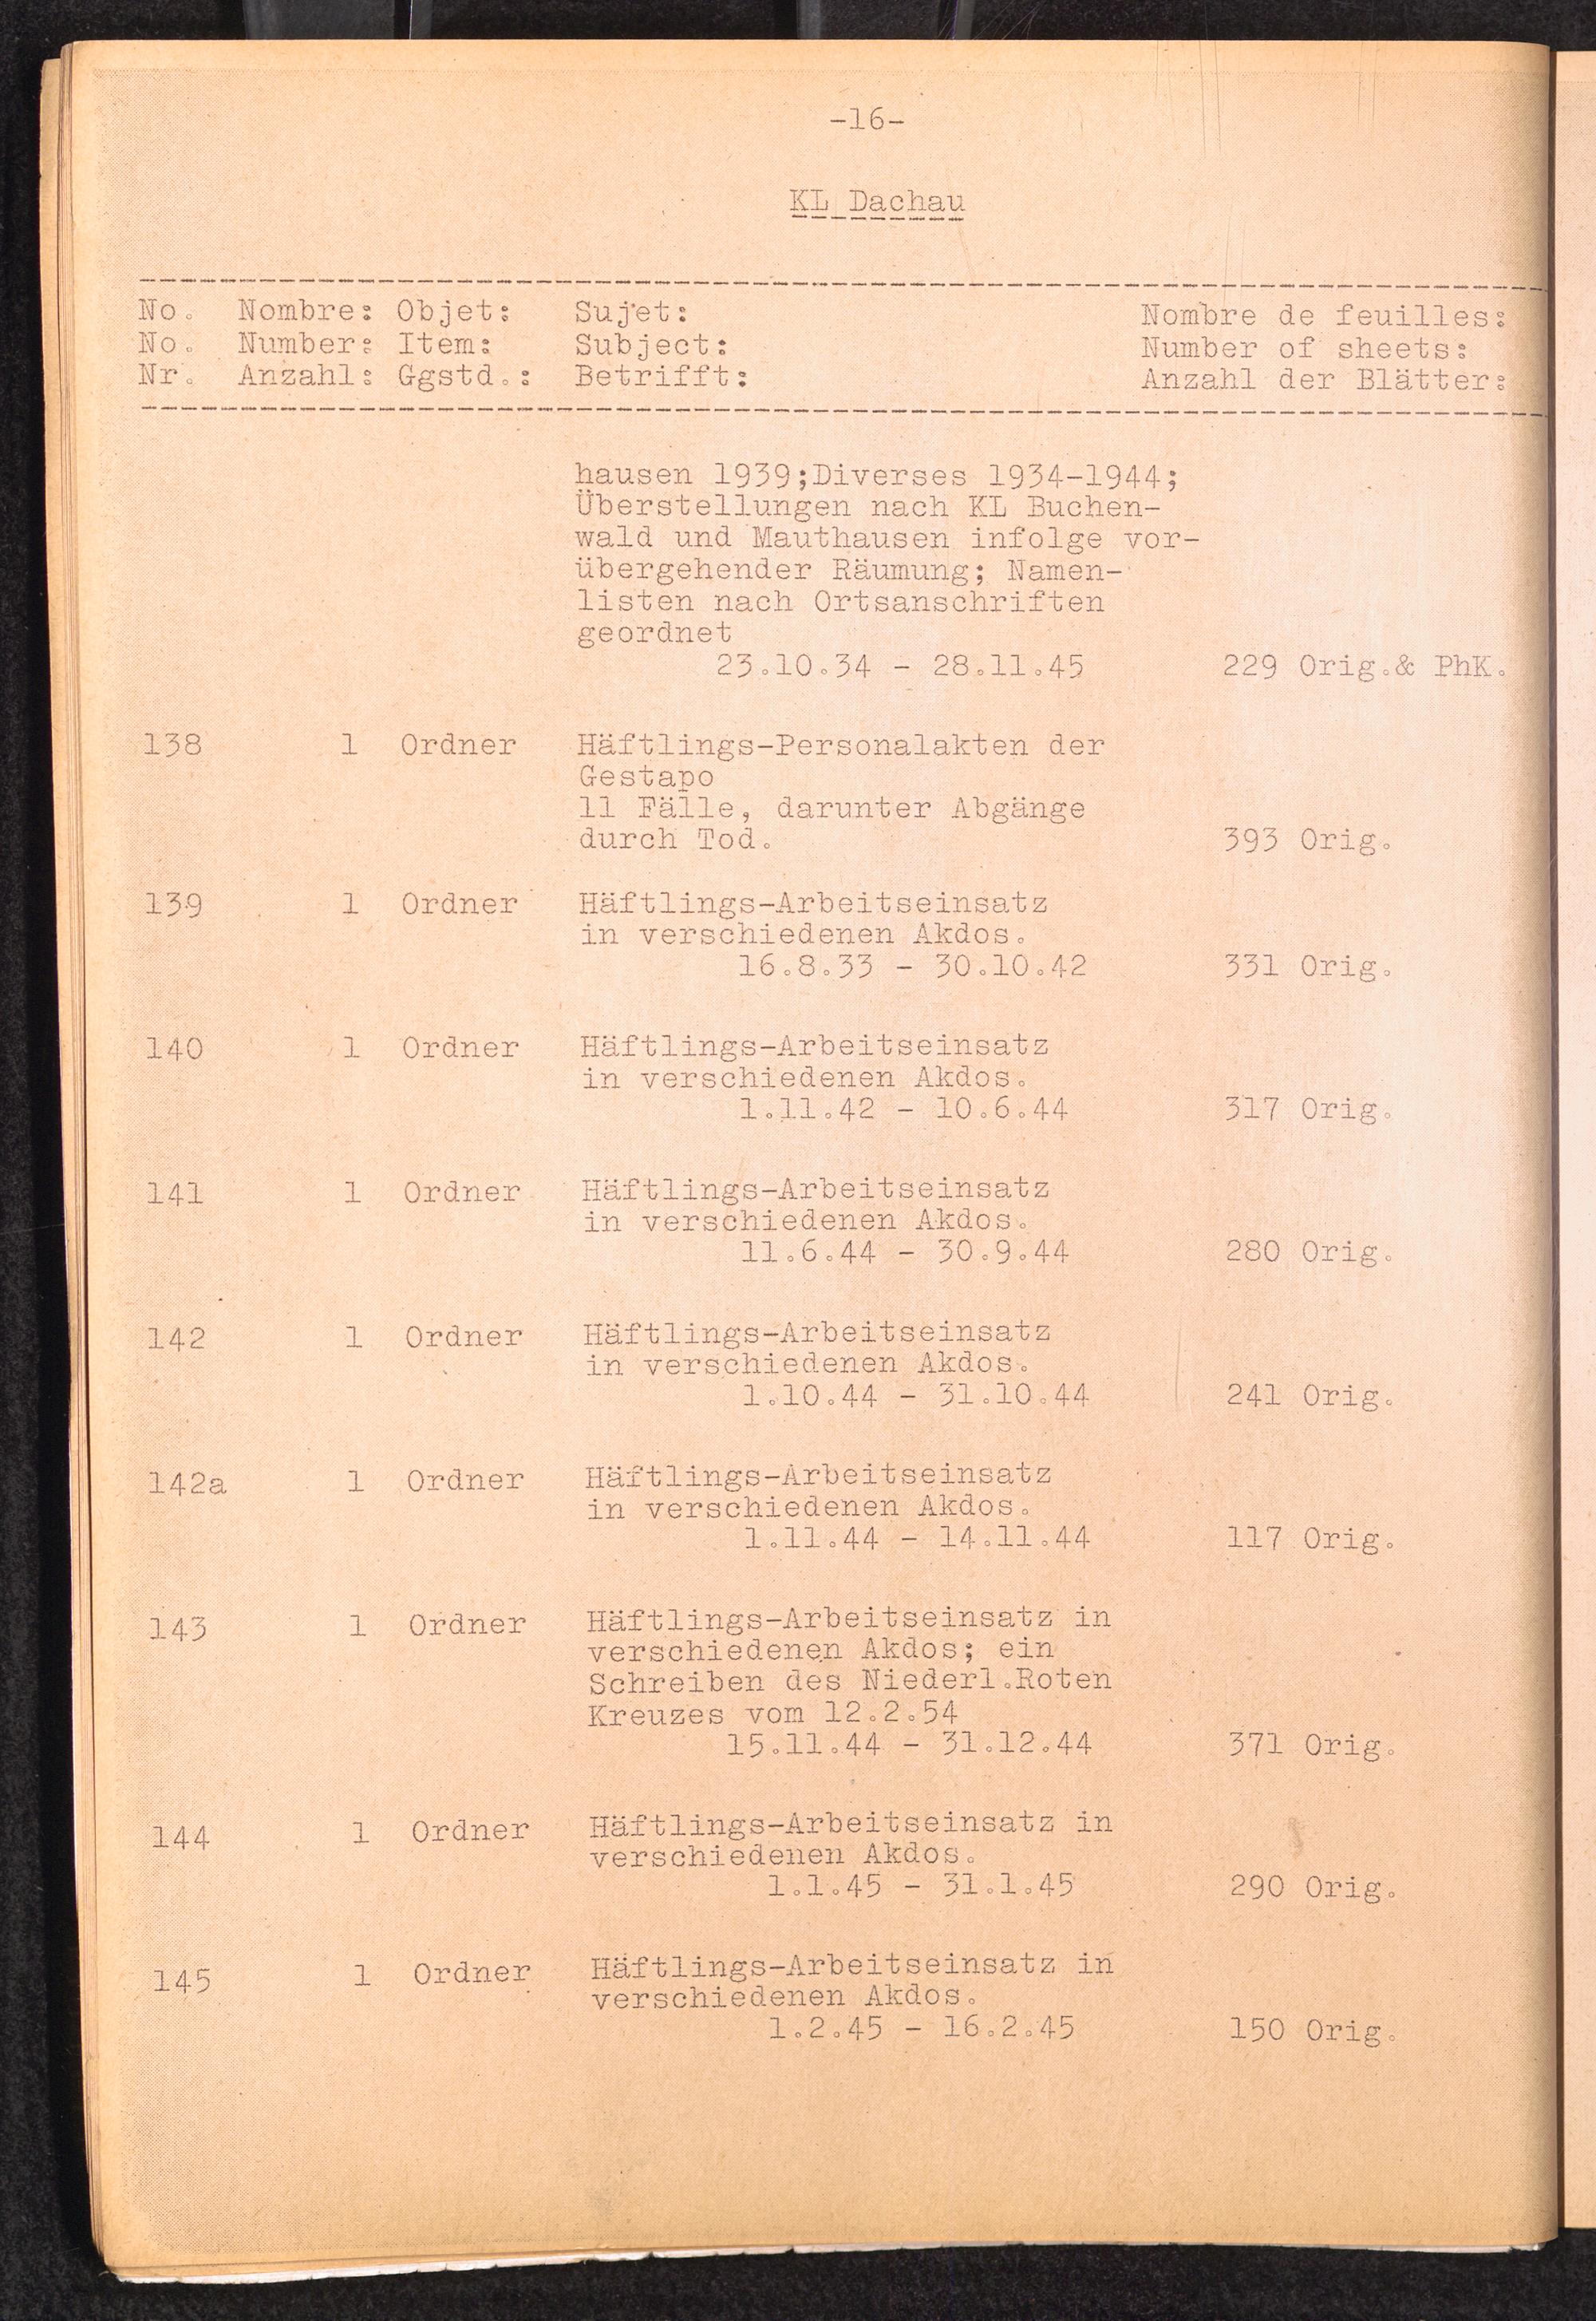 -16-
KL Dachau
No. Nombre: Objet: Sujet: Nombre de feuilles:
No. Number: Item: Subject: Number of sheets:
Nr. Anzahl: Ggstd.: Betrifft: Anzahl der Blätter:
hausen 1939;Diverses 1934-1944;
Überstellungen nach KL Buchen-
wald und Mauthausen infolge vor-
übergehender Räumung; Namen-
listen nach Ortsanschriften
geordnet
23.10.34 - 28.11.45 229 Orig.& PhK.
138 1 Ordner Häftlings-Personalakten der
Gestapo
11 Fälle, darunter Abgänge
durch Tod. 393 Orig.
139 1 Ordner Häftlings-Arbeitseinsatz
in verschiedenen Akdos.
16.8.33 - 30.10.42 331 Orig.
140 1 Ordner Häftlings-Arbeitseinsatz
in verschiedenen Akdos.
1.11.42 - 10.6.44 317 Orig.
141 1 Ordner Häftlings-Arbeitseinsatz
in verschiedenen Akdos.
11.6.44 - 30.9.44 280 Orig.
142 1 Ordner Häftlings-Arbeitseinsatz
in verschiedenen Akdos.
1.10.44 - 31.10.44 241 Orig.
142a 1 Ordner Häftlings-Arbeitseinsatz
in verschiedenen Akdos.
1.11.44 - 14.11.44 117 Orig.
143 1 Ordner Häftlings-Arbeitseinsatz in
verschiedenen Akdos; ein
Schreiben des Niederl.Roten
Kreuzes vom 12.2.54
15.11.44 - 31.12.44 371 Orig.
144 1 Ordner Häftlings-Arbeitseinsatz in
verschiedenen Akdos.
1.1.45 - 31.1.45 290 Orig.
145 1 Ordner Häftlings-Arbeitseinsatz in
verschiedenen Akdos.
1.2.45 - 16.2.45 150 Orig.